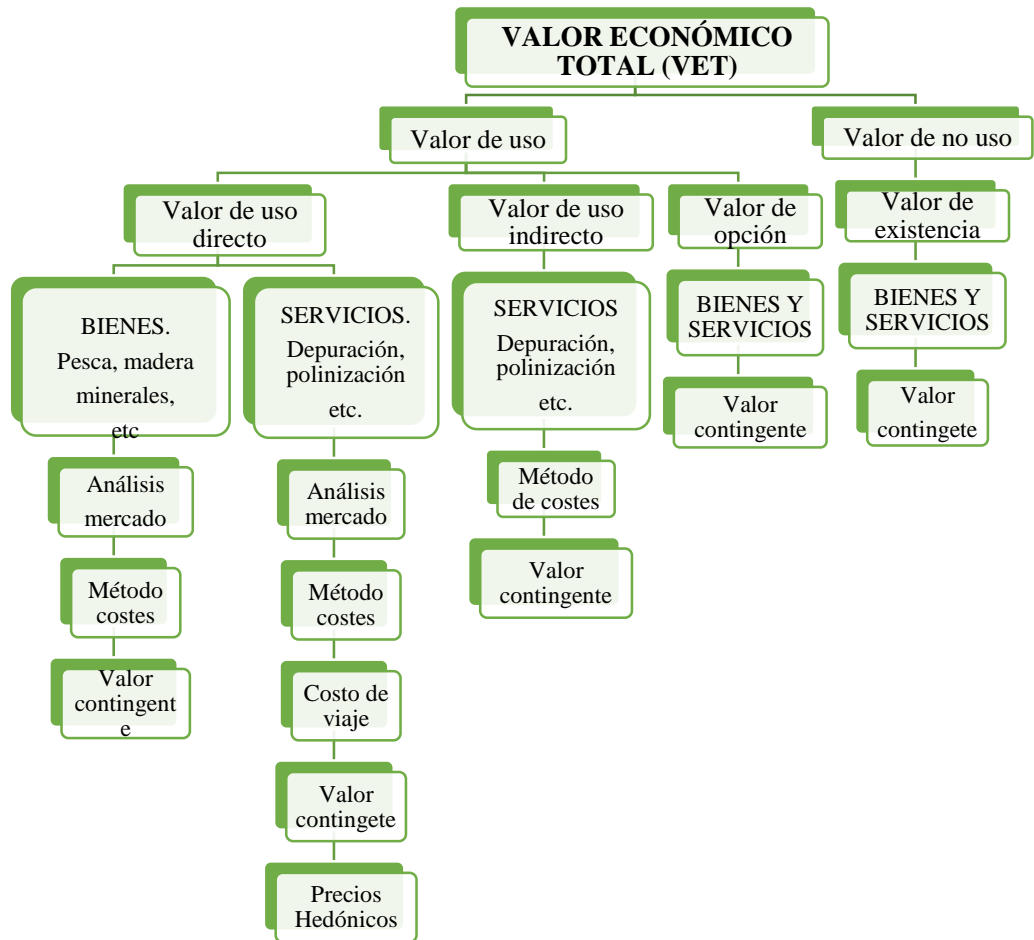 VALOR ECONÓMICO
TOTAL (VET)
Valor de uso
Valor de no uso
Valor de uso
directo
Valor de uso
indirecto
Valor de
opción
Valor de
existencia
BIENES.
Pesca, madera
minerales,
etc
SERVICIOS.
Depuración,
polinización
etc.
SERVICIOS
Depuración,
polinización
etc.
BIENES Y
SERVICIOS
BIENES Y
SERVICIOS
Análisis
mercado
Método
costes
Valor
contingent
e
Análisis
mercado
Método
costes
Costo de
viaje
Valor
contingete
Precios
Hedónicos
Método
de costes
Valor
contingente
Valor
contingente
Valor
contingete